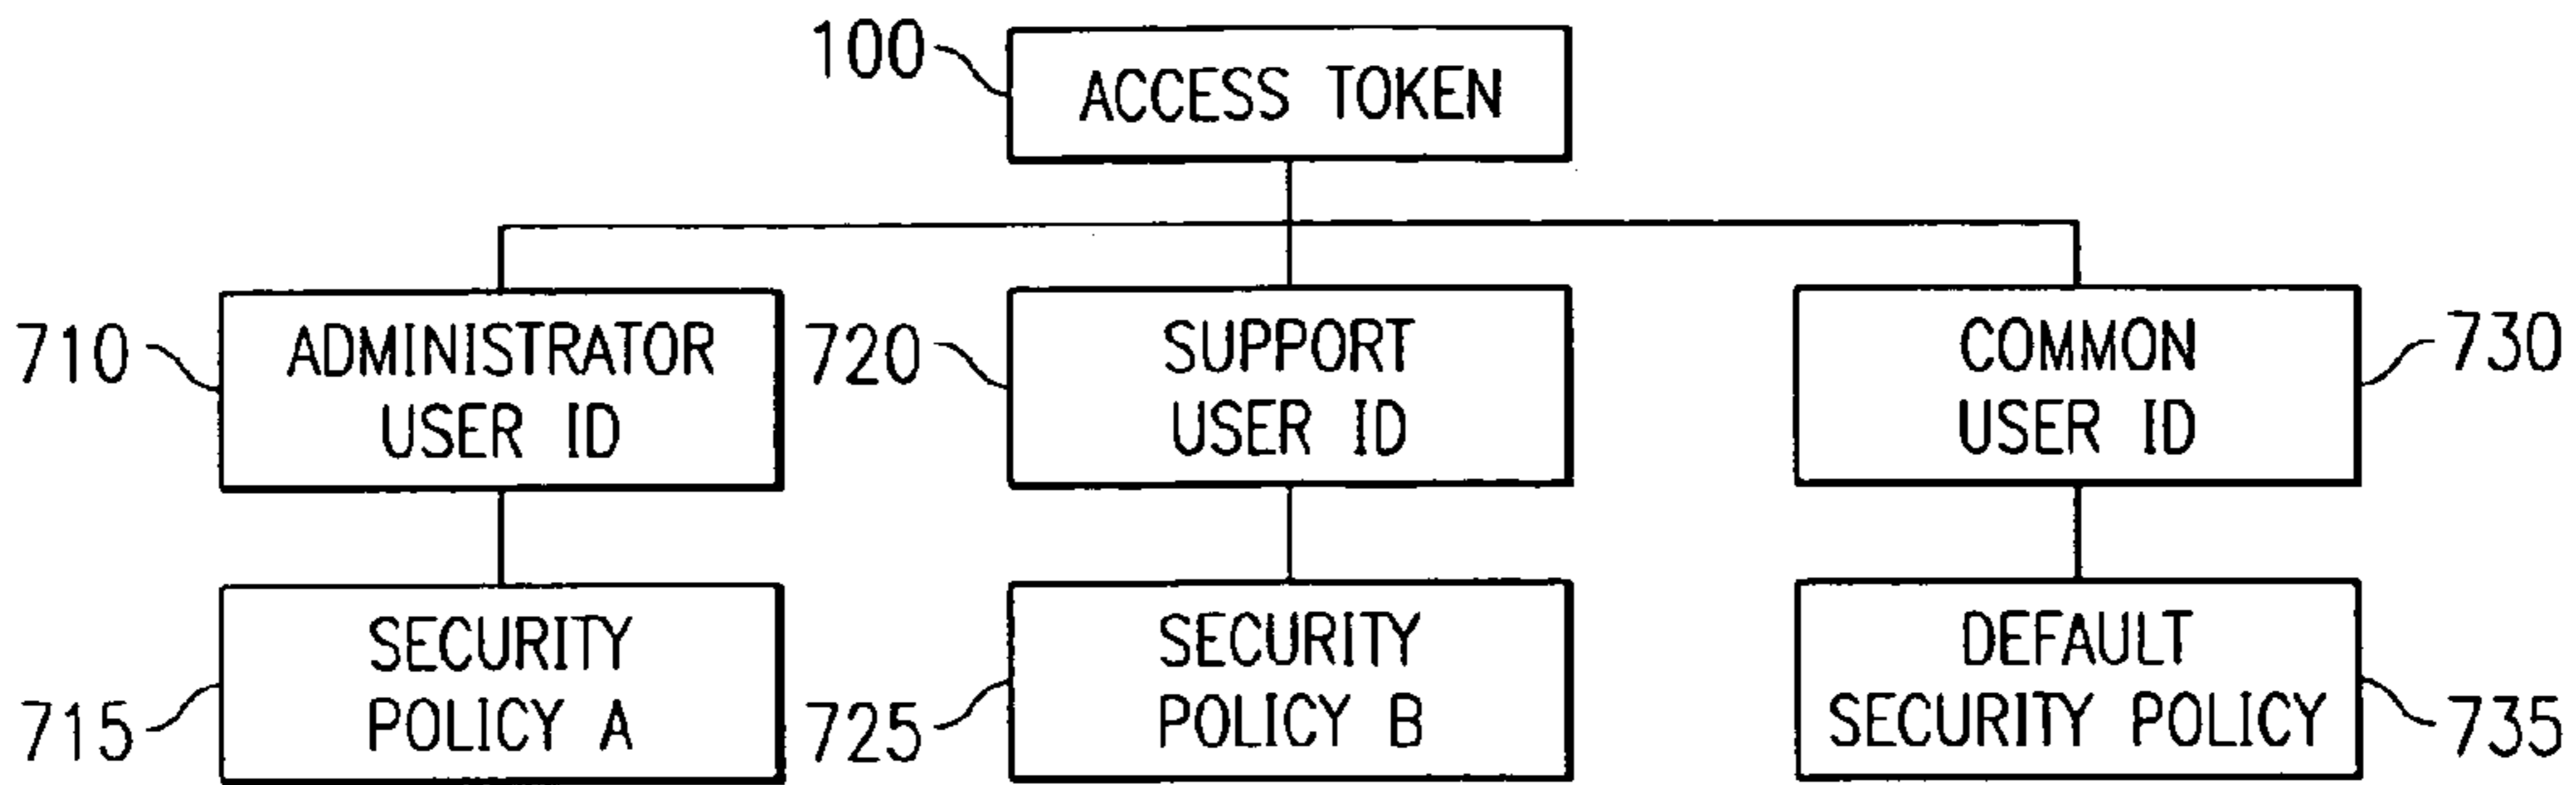 100
ACCESS TOKEN
710
ADMINISTRATOR
USER ID
720
SUPPORT
USER ID
COMMON
USER ID
730
715
SECURITY
POLICY A
725
SECURITY
POLICY B
DEFAULT
SECURITY POLICY
735